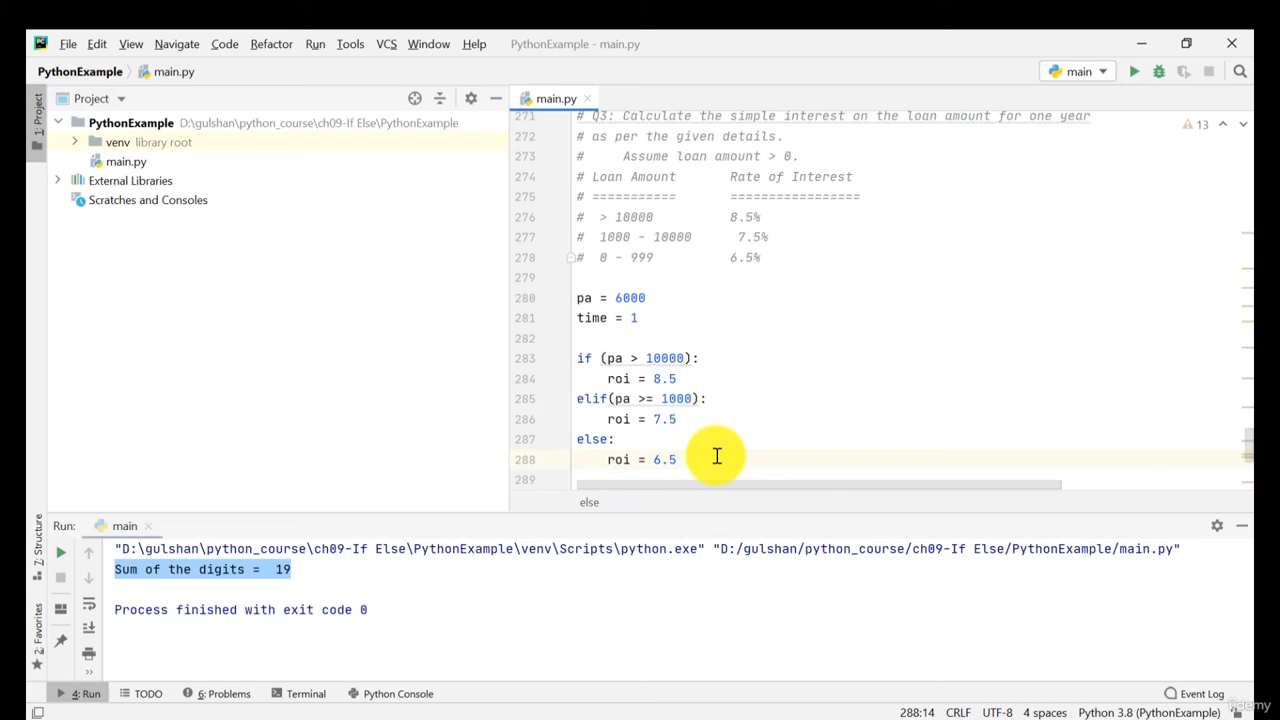 File Edit View Navigate Code Refactor Run Tools VCS Window Help PythonExample - main.py
PythonExample main.py main
Project main.py
1: Project
PythonExample D:\gulshan\python_course\ch09-If Else\PythonExample
venv library root
main.py
External Libraries
Scratches and Consoles
13
271 # Q3: Calculate the simple interest on the loan amount for one year
272 # as per the given details.
273 # Assume loan amount > 0.
274 # Loan Amount Rate of Interest
275 # =========== =================
276 # > 10000 8.5%
277 # 1000 - 10000 7.5%
278 # 0 - 999 6.5%
279
280 pa = 6000
281 time = 1
282
283 if (pa > 10000):
284 roi = 8.5
285 elif(pa >= 1000):
286 roi = 7.5
287 else:
288 roi = 6.5
289
else
Run: main
"D:\gulshan\python_course\ch09-If Else\PythonExample\venv\Scripts\python.exe" "D:/gulshan/python_course/ch09-If Else/PythonExample/main.py"
Sum of the digits = 19
Process finished with exit code 0
Z: Structure
2: Favorites
4: Run TODO 6: Problems Terminal Python Console Event Log
288:14 CRLF UTF-8 4 spaces Python 3.8 (PythonExample)